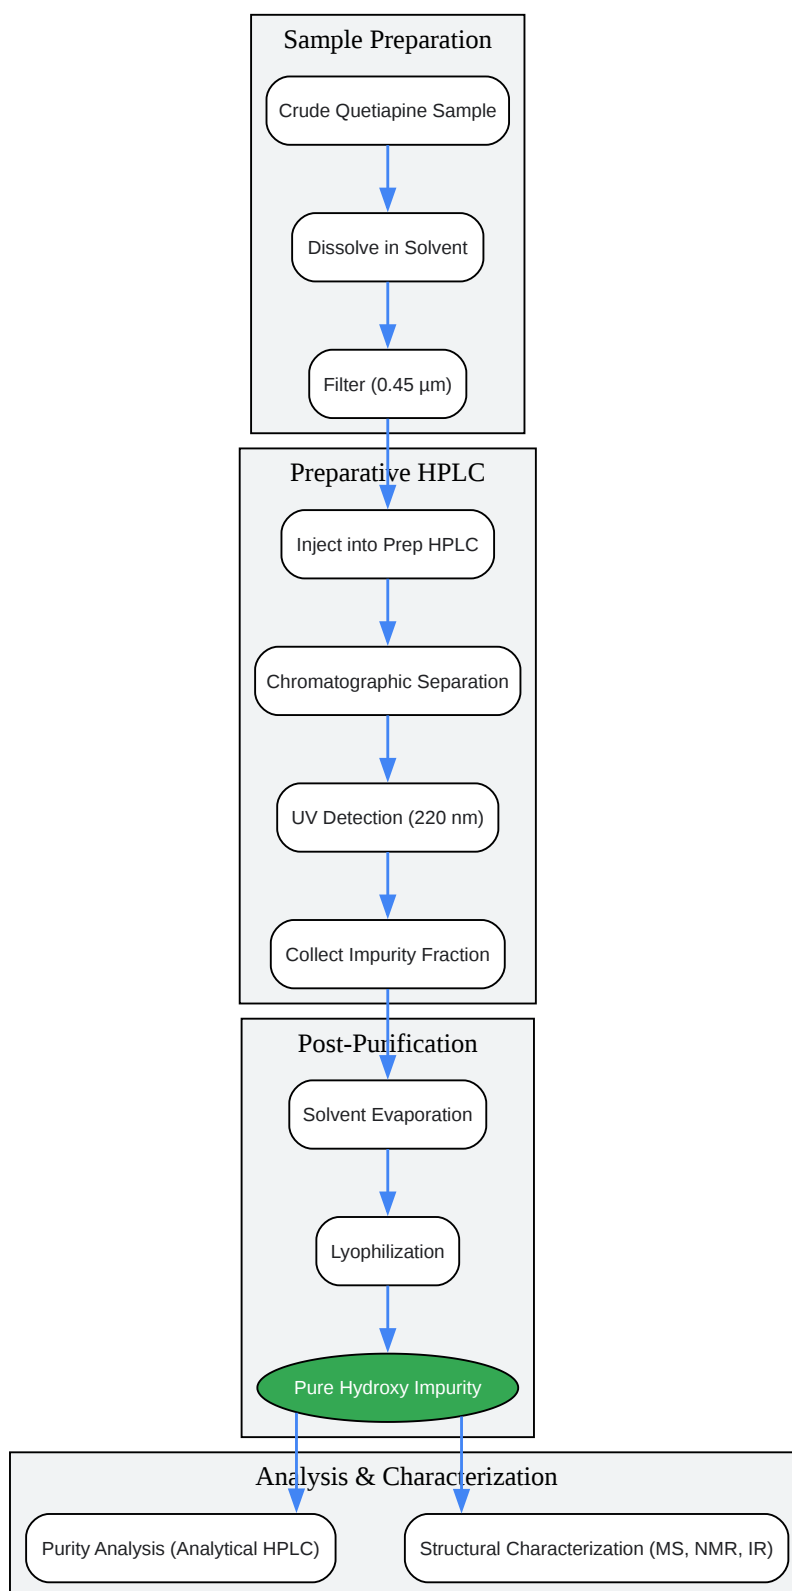 Sample Preparation
Crude Quetiapine Sample
Dissolve in Solvent
Filter (0.45 µm)
Preparative HPLC
Inject into Prep HPLC
Chromatographic Separation
UV Detection (220 nm)
Collect Impurity Fraction
Post-Purification
Solvent Evaporation
Lyophilization
Pure Hydroxy Impurity
Analysis & Characterization
Purity Analysis (Analytical HPLC)
Structural Characterization (MS, NMR, IR)